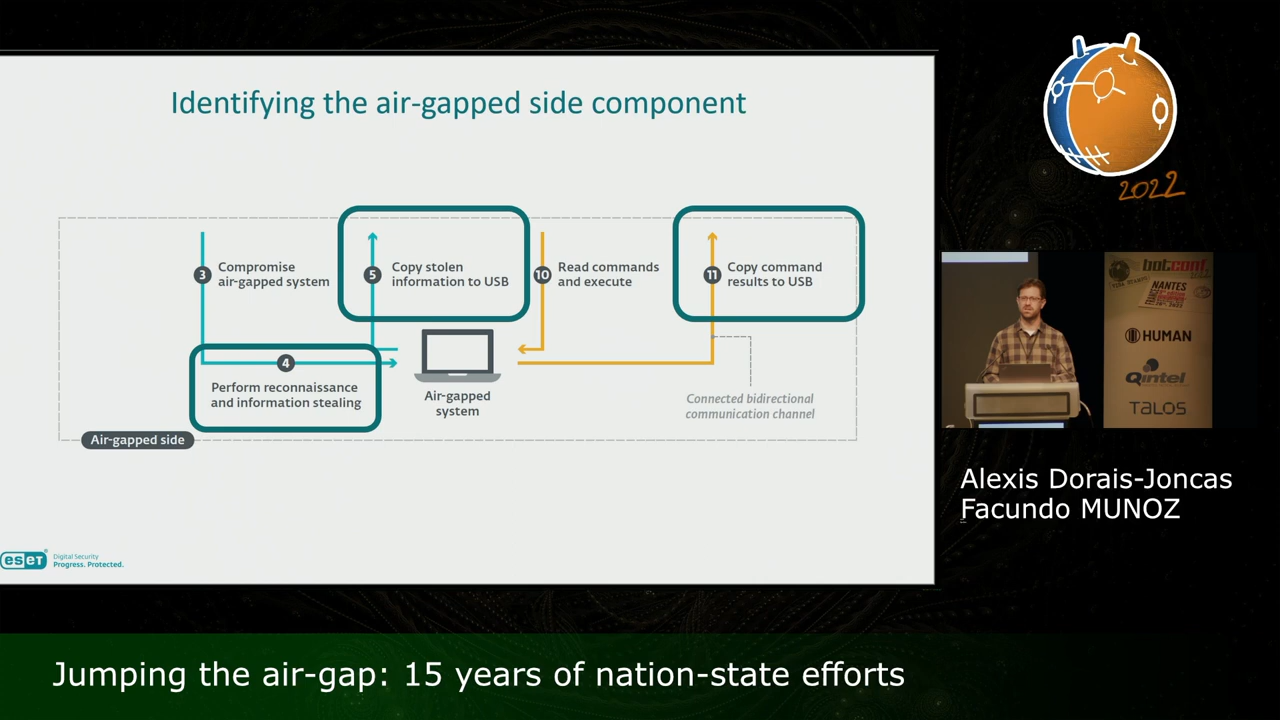 Identifying the air-gapped side component
2022
3
Compromise
air-gapped system
5
Copy stolen
information to USB
10
Read commands
and execute
11
Copy command
results to USB
4
Perform reconnaissance
and information stealing
Air-gapped
system
Connected bidirectional
communication channel
Air-gapped side
eset
Digital Security
Progress. Protected.
botconf
NANTES
HUMAN
Qintel
TALOS
Alexis Dorais-Joncas
Facundo MUNOZ
Jumping the air-gap: 15 years of nation-state efforts